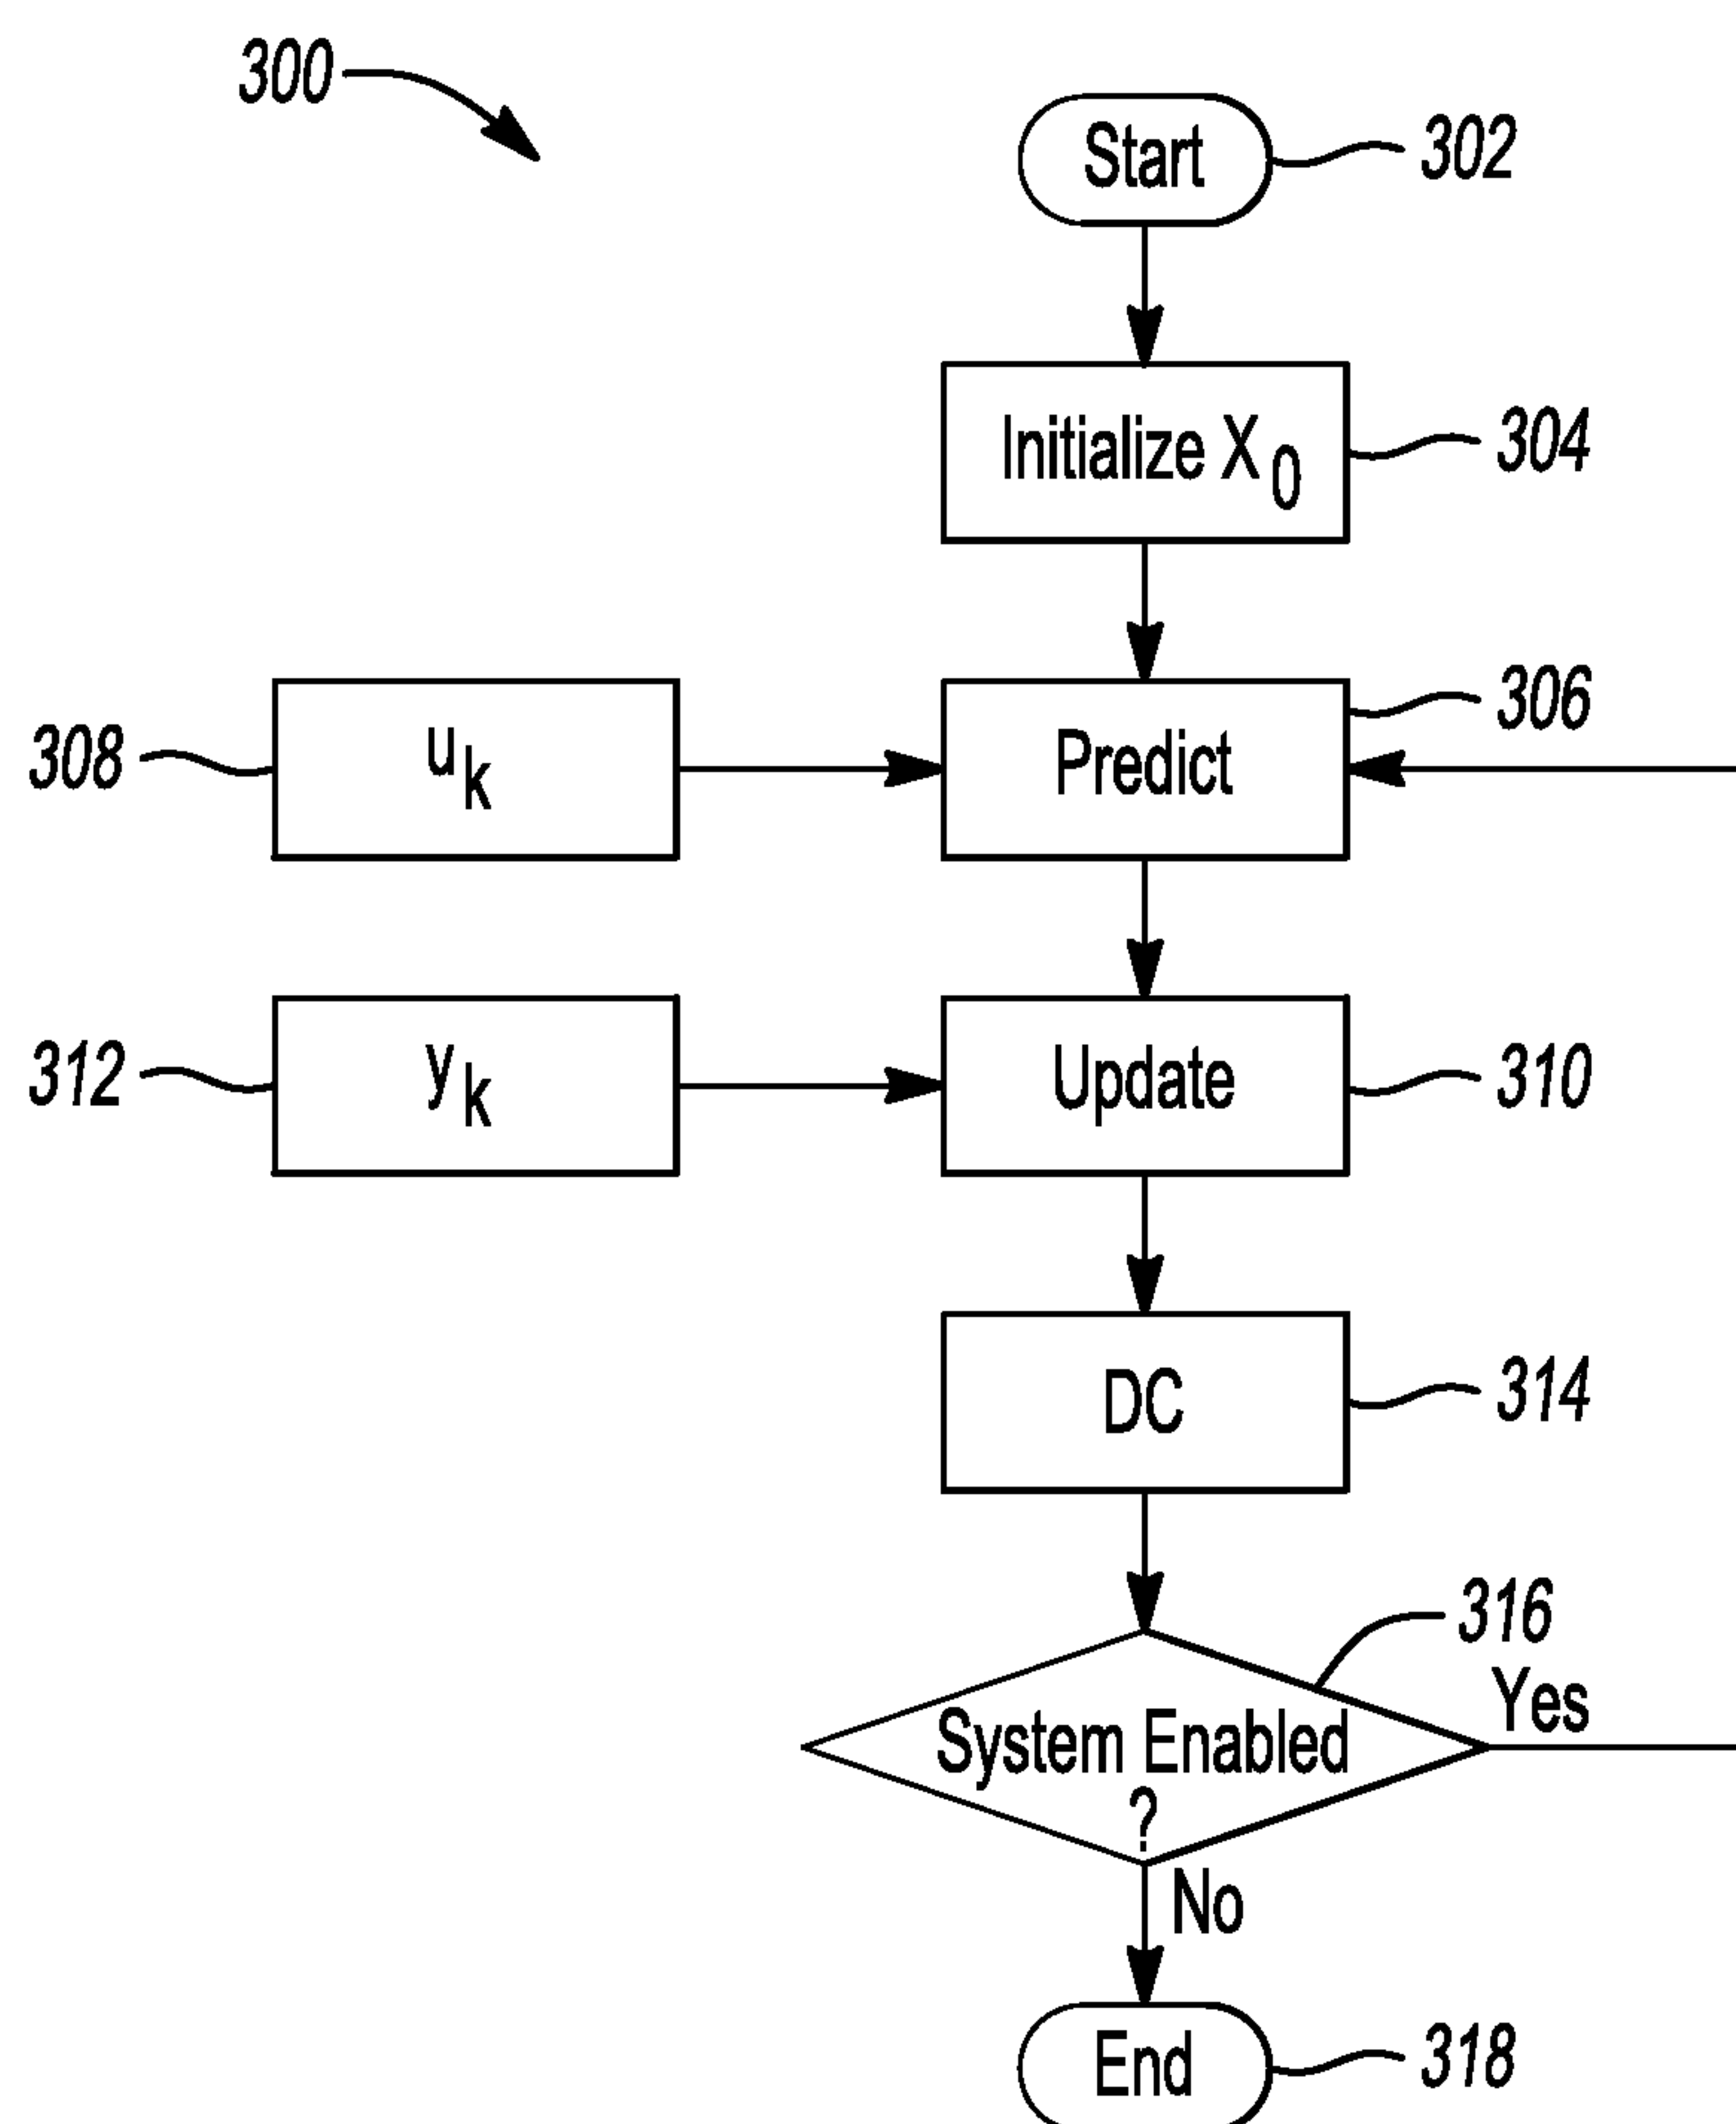 300
Start
302
Initialize X0
304
306
308
uk
Predict
312
yk
Update
310
DC
314
316
Yes
System Enabled
?
No
End
318